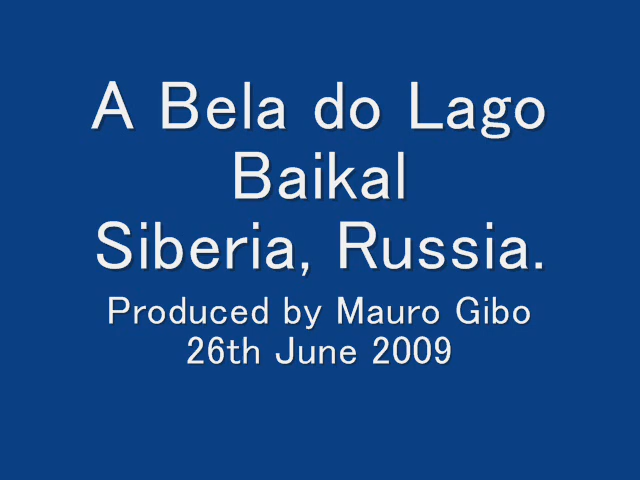 A Bela do Lago
Baikal
Siberia, Russia.
Produced by Mauro Gibo
26th June 2009